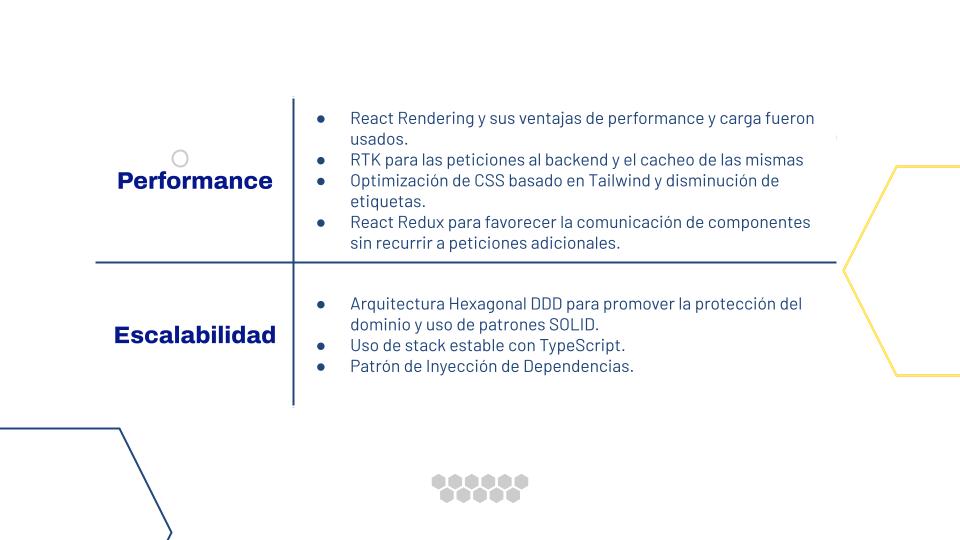 React Rendering y sus ventajas de performance y carga fueron
usados.
RTK para las peticiones al backend y el cacheo de las mismas
Performance
Optimización de CSS basado en Tailwind y disminución de
etiquetas.
React Redux para favorecer la comunicación de componentes
sin recurrir a peticiones adicionales.
Arquitectura Hexagonal DDD para promover la protección del
dominio y uso de patrones SOLID.
Escalabilidad
Uso de stack estable con TypeScript.
Patrón de Inyección de Dependencias.